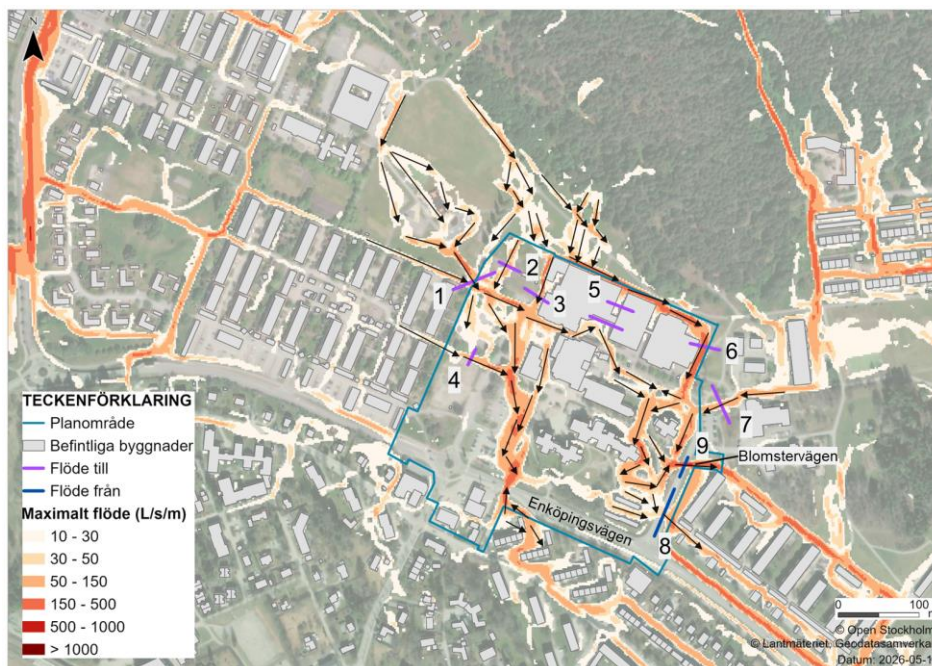 N
1
2
3
4
5
6
7
8
9
Blomstervägen
Enköpingsvägen
TECKENFÖRKLARING
Planområde
Befintliga byggnader
Flöde till
Flöde från
Maximalt flöde (L/s/m)
10 - 30
30 - 50
50 - 150
150 - 500
500 - 1000
> 1000
0 100
© Open Stockholm
© Lantmäteriet, Geodatasamverka
Datum: 2026-05-1